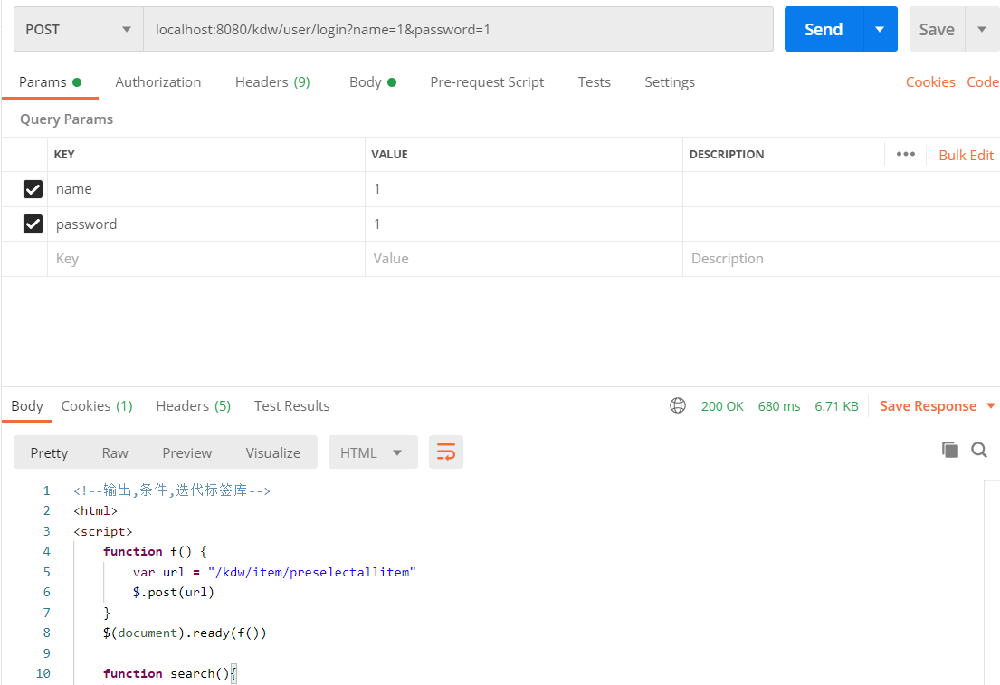 POST localhost:8080/kdw/user/login?name=1&password=1 Send Save
Params Authorization Headers (9) Body Pre-request Script Tests Settings Cookies Code
Query Params
KEY VALUE DESCRIPTION ••• Bulk Edit
name 1
password 1
Key Value Description
Body Cookies (1) Headers (5) Test Results 200 OK 680 ms 6.71 KB Save Response
Pretty Raw Preview Visualize HTML
1 <!--输出,条件,迭代标签库-->
2 <html>
3 <script>
4 function f() {
5 var url = "/kdw/item/preselectallitem"
6 $.post(url)
7 }
8 $(document).ready(f())
9
10 function search(){